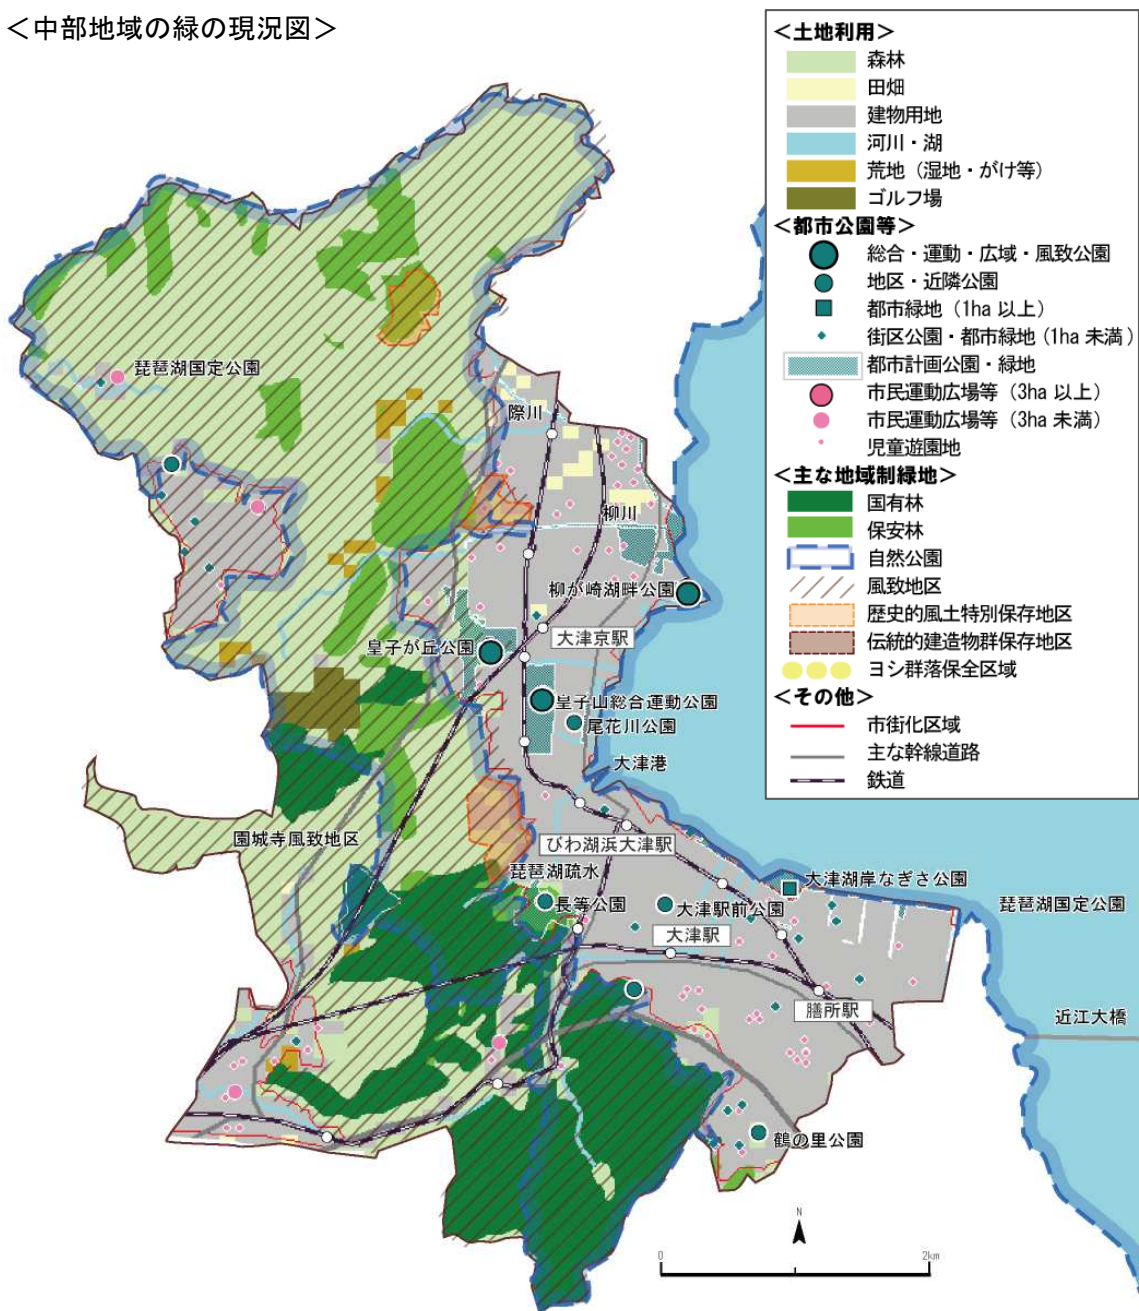 ＜中部地域の緑の現況図＞
＜土地利用＞
森林
田畑
建物用地
河川・湖
荒地（湿地・がけ等）
ゴルフ場
＜都市公園等＞
総合・運動・広域・風致公園
地区・近隣公園
都市緑地（1ha 以上）
街区公園・都市緑地（1ha 未満）
都市計画公園・緑地
市民運動広場等（3ha 以上）
市民運動広場等（3ha 未満）
児童遊園地
＜主な地域制緑地＞
国有林
保安林
自然公園
風致地区
歴史的風土特別保存地区
伝統的建造物群保存地区
ヨシ群落保全区域
＜その他＞
市街化区域
主な幹線道路
鉄道
琵琶湖国定公園
際川
柳川
柳が崎湖畔公園
大津京駅
皇子が丘公園
皇子山総合運動公園
尾花川公園
大津港
園城寺風致地区
びわ湖浜大津駅
琵琶湖疏水
長等公園
大津湖岸なぎさ公園
大津駅前公園
琵琶湖国定公園
大津駅
膳所駅
近江大橋
鶴の里公園
N
0
2km